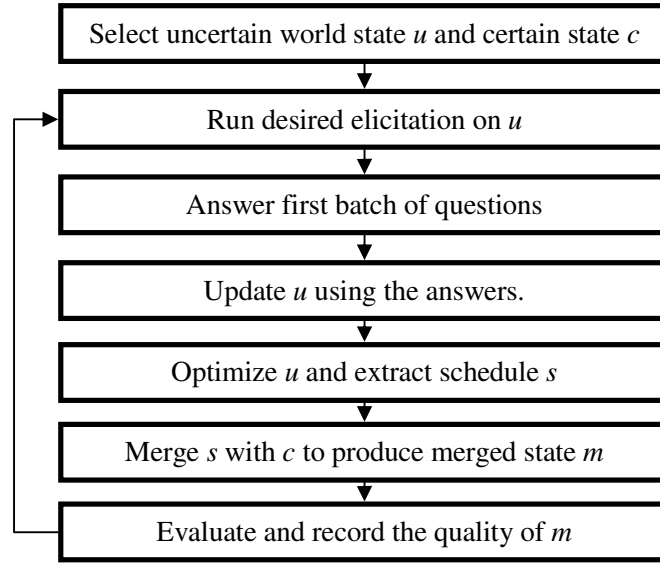 Select uncertain world state u and certain state c
Run desired elicitation on u
Answer first batch of questions
Update u using the answers.
Optimize u and extract schedule s
Merge s with c to produce merged state m
Evaluate and record the quality of m